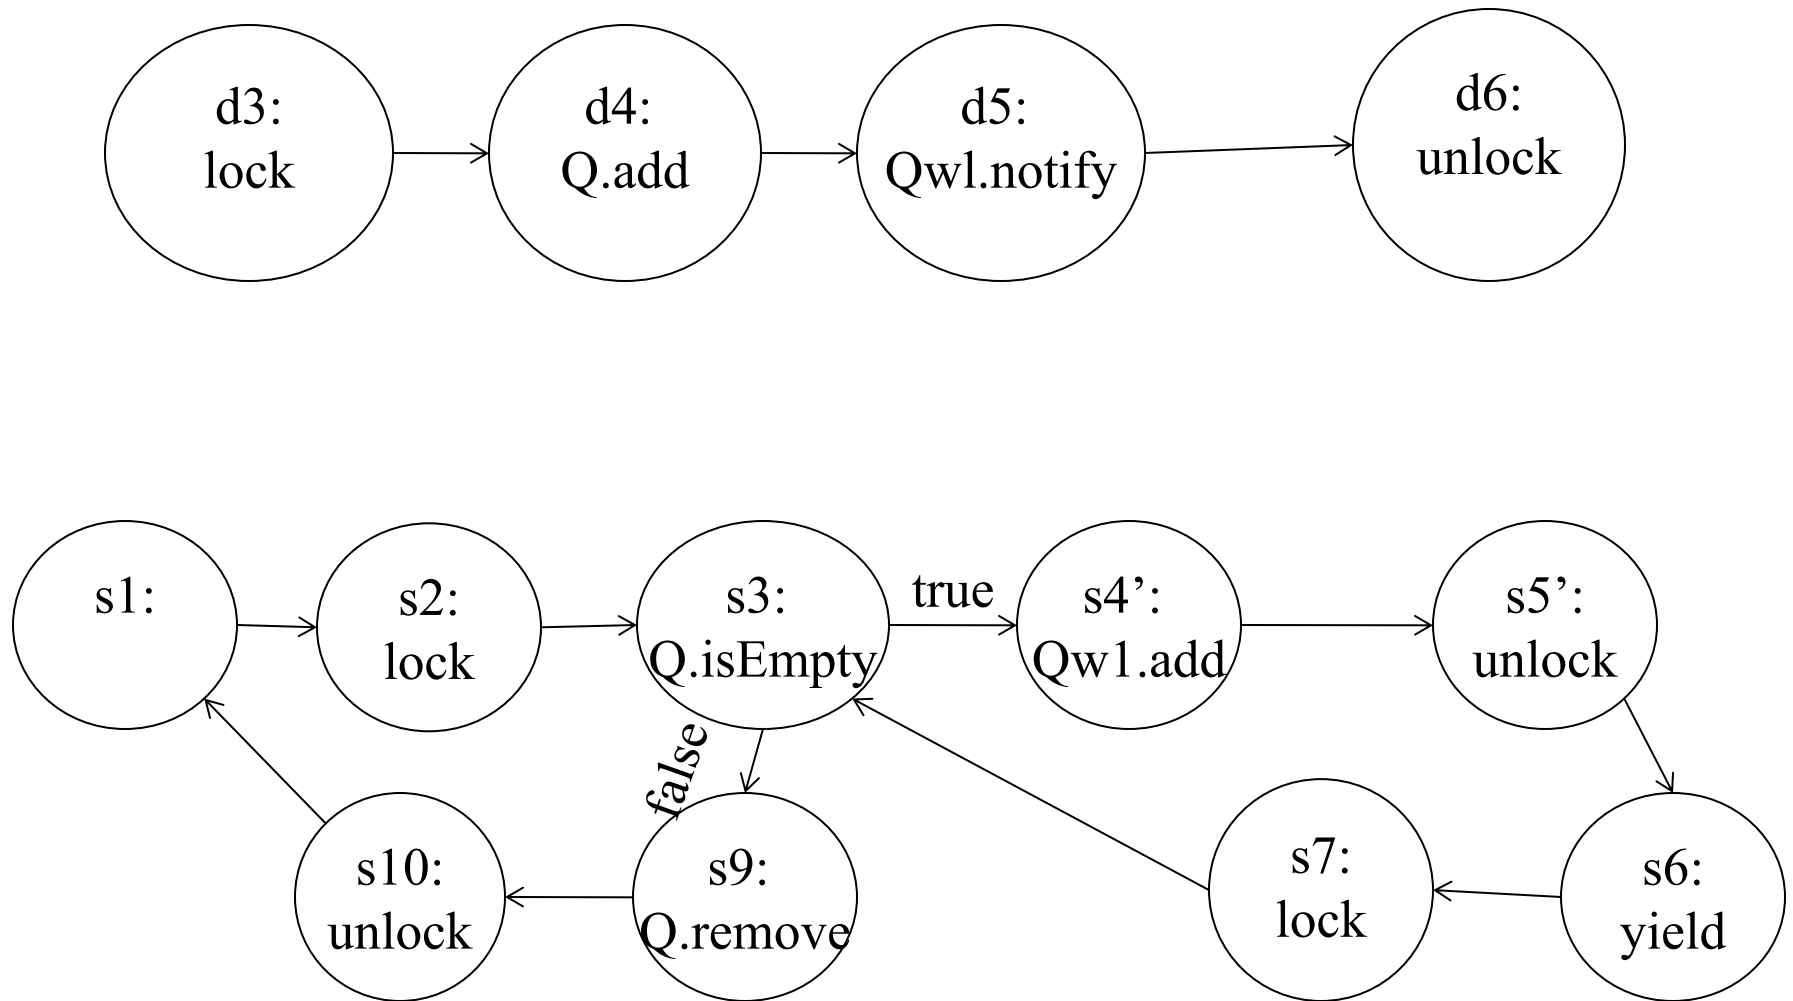 d3:
lock
d4:
Q.add
d5:
Qwl.notify
d6:
unlock
s1:
s2:
lock
s3:
Q.isEmpty
true
s4’:
Qw1.add
s5’:
unlock
false
s10:
unlock
s9:
Q.remove
s7:
lock
s6:
yield